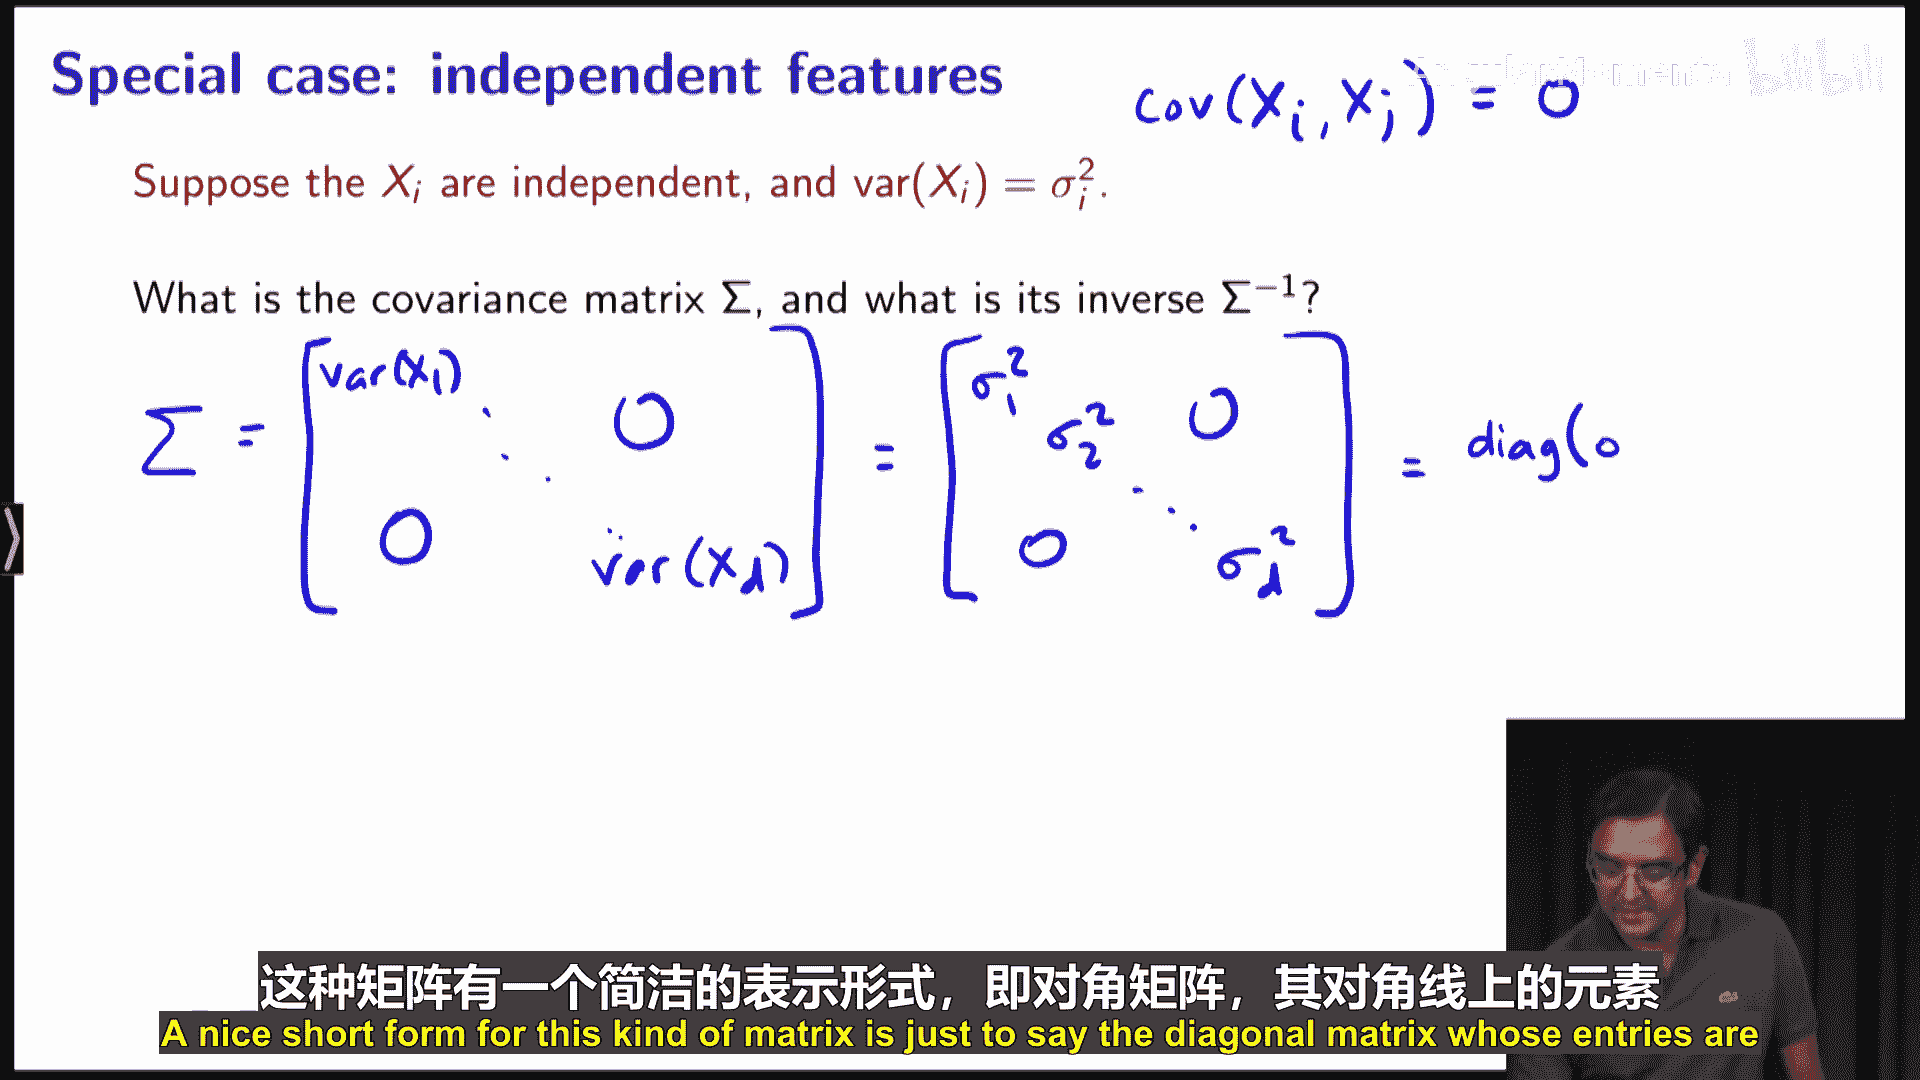 Special case: independent features
cov(Xi, Xj) = 0
bilibili
Suppose the Xi are independent, and var(Xi) = σi².
What is the covariance matrix Σ, and what is its inverse Σ⁻¹?
Σ = [var(X1) ⋱ 0 0 var(Xd)] = [σ1² σ2² 0 ⋱ 0 σd²] = diag(σ
这种矩阵有一个简洁的表示形式，即对角矩阵，其对角线上的元素
A nice short form for this kind of matrix is just to say the diagonal matrix whose entries are